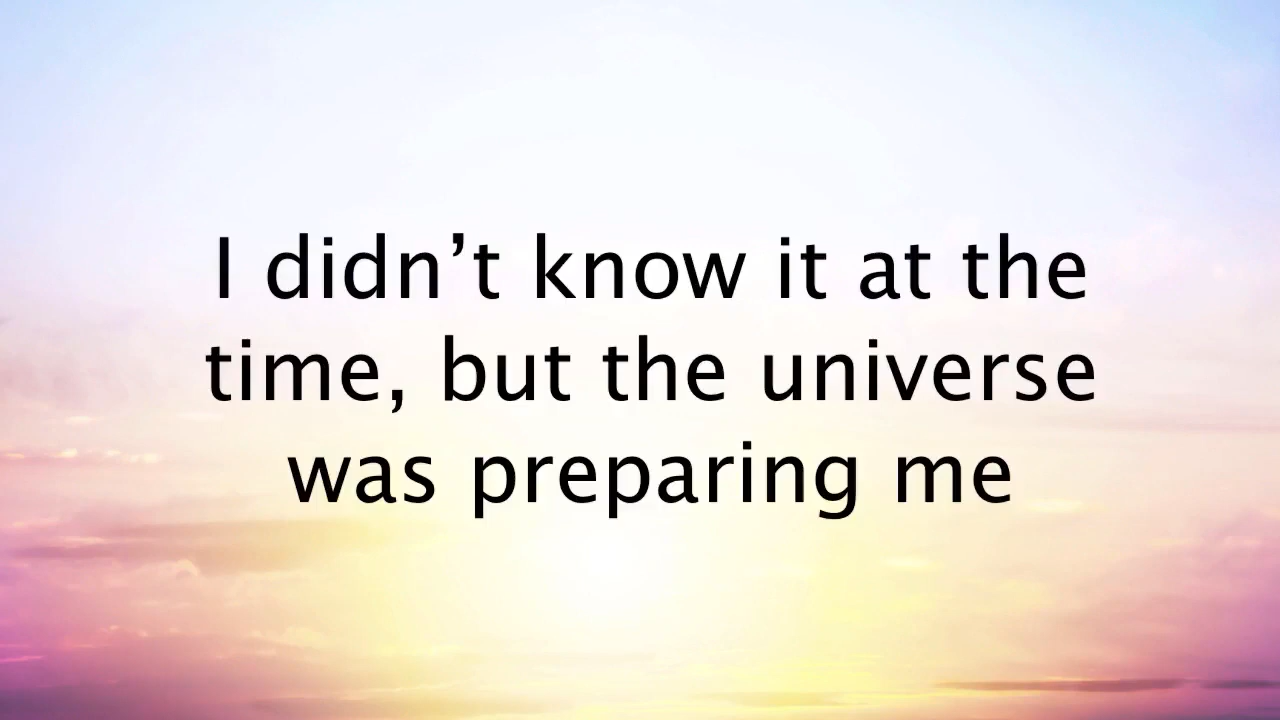 I didn’t know it at the
time, but the universe
was preparing me